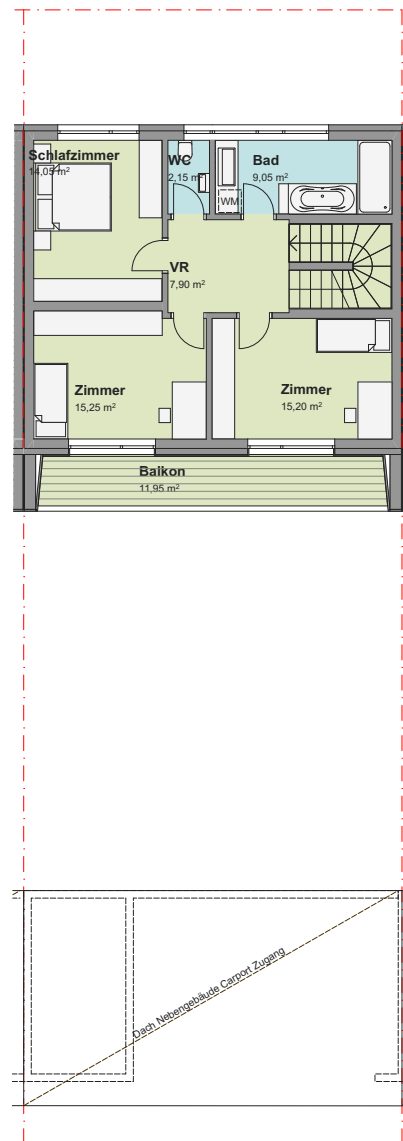 Schlafzimmer
14,05 m²
WC
2,15 m²
Bad
9,05 m²
WM
VR
7,90 m²
Zimmer
15,25 m²
Zimmer
15,20 m²
Balkon
11,95 m²
Dach Nebengebäude Carport Zugang